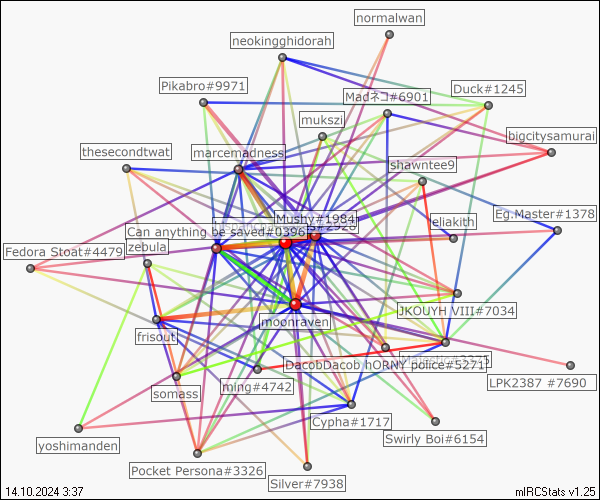 normalwan
neokingghidorah
Pikabro#9971
Duck#1245
Madネコ#6901
mukszi
bigcitysamurai
thesecondtwat
marcemadness
shawntee9
Mushy#1984
eliakith
Eg.Master#1378
Can anything be saved#0396
zebula
Fedora Stoat#4479
moonraven
JKOUYH VIII#7034
frisout
DacobDacob hORNY police#5271
LPK2387 #7690
somass
ming#4742
Cypha#1717
yoshimanden
Swirly Boi#6154
Pocket Persona#3326
Silver#7938
14.10.2024 3:37
mIRCStats v1.25